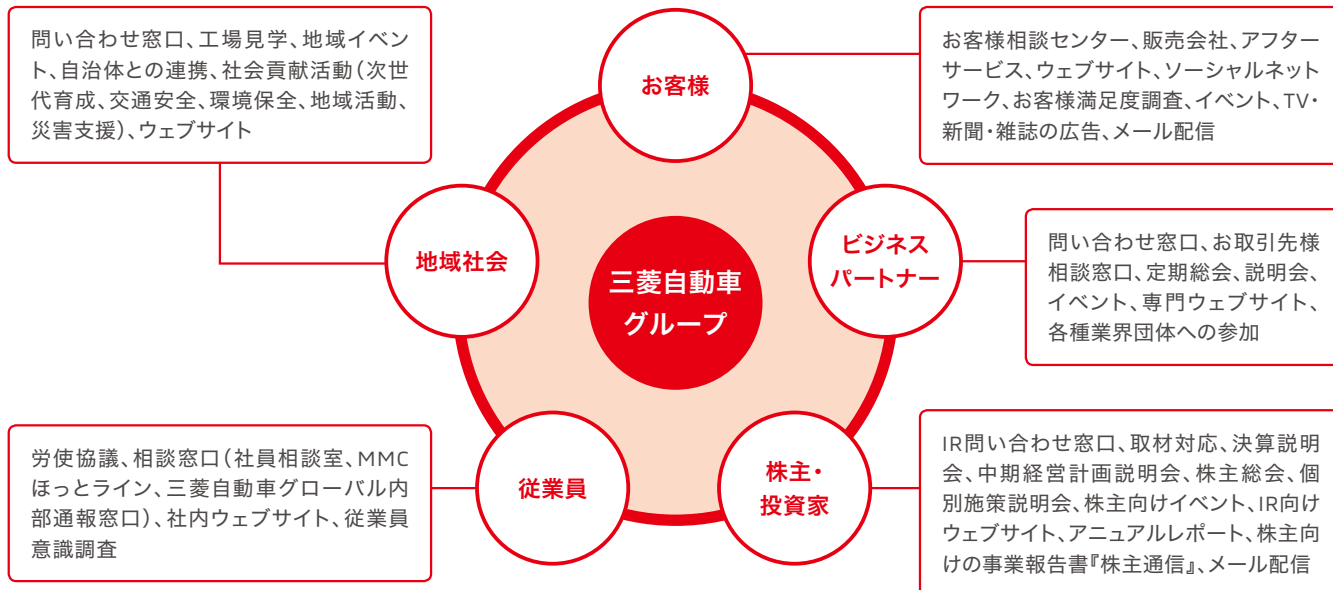 問い合わせ窓口、工場見学、地域イベン
ト、自治体との連携、社会貢献活動（次世
代育成、交通安全、環境保全、地域活動、
災害支援）、ウェブサイト
お客様
お客様相談センター、販売会社、アフター
サービス、ウェブサイト、ソーシャルネット
ワーク、お客様満足度調査、イベント、TV・
新聞・雑誌の広告、メール配信
地域社会
三菱自動車
グループ
ビジネス
パートナー
問い合わせ窓口、お取引先様
相談窓口、定期総会、説明会、
イベント、専門ウェブサイト、
各種業界団体への参加
労使協議、相談窓口（社員相談室、MMC
ほっとライン、三菱自動車グローバル内
部通報窓口）、社内ウェブサイト、従業員
意識調査
従業員
株主・
投資家
IR問い合わせ窓口、取材対応、決算説明
会、中期経営計画説明会、株主総会、個
別施策説明会、株主向けイベント、IR向け
ウェブサイト、アニュアルレポート、株主向
けの事業報告書『株主通信』、メール配信